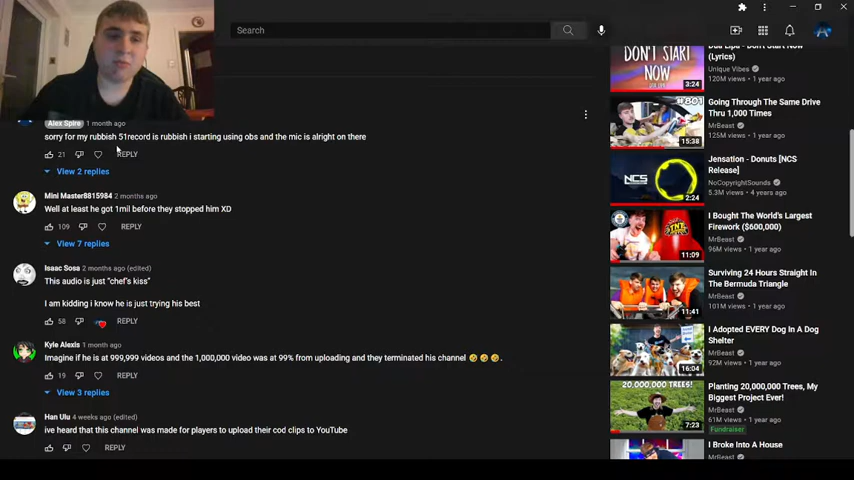 Search
Alex Spire 1 month ago
sorry for my rubbish 51record is rubbish i starting using obs and the mic is alright on there
21 REPLY
View 2 replies
Mini Master8815984 2 months ago
Well at least he got 1mil before they stopped him XD
109 REPLY
View 7 replies
Isaac Sosa 2 months ago (edited)
This audio is just "chef's kiss"
I am kidding i know he is just trying his best
58 REPLY
Kyle Alexis 1 month ago
Imagine if he is at 999,999 videos and the 1,000,000 video was at 99% from uploading and they terminated his channel 🤣🤣🤣.
19 REPLY
View 3 replies
Han Ulu 4 weeks ago (edited)
ive heard that this channel was made for players to upload their cod clips to YouTube
REPLY
DON'T START
NOW
3:24
Dua Lipa - Don't Start Now
(Lyrics)
Unique Vibes
120M views • 1 year ago
#801
15:38
Going Through The Same Drive
Thru 1,000 Times
MrBeast
126M views • 1 year ago
2:24
Jensation - Donuts [NCS
Release]
NoCopyrightSounds
5.3M views • 4 years ago
TNT
11:09
I Bought The World's Largest
Firework ($600,000)
MrBeast
96M views • 1 year ago
11:41
Surviving 24 Hours Straight In
The Bermuda Triangle
MrBeast
101M views • 1 year ago
16:04
I Adopted EVERY Dog In A Dog
Shelter
MrBeast
92M views • 1 year ago
20,000,000 TREES!
7:23
Planting 20,000,000 Trees, My
Biggest Project Ever!
MrBeast
61M views • 1 year ago
Fundraiser
I Broke Into A House
MrBeast